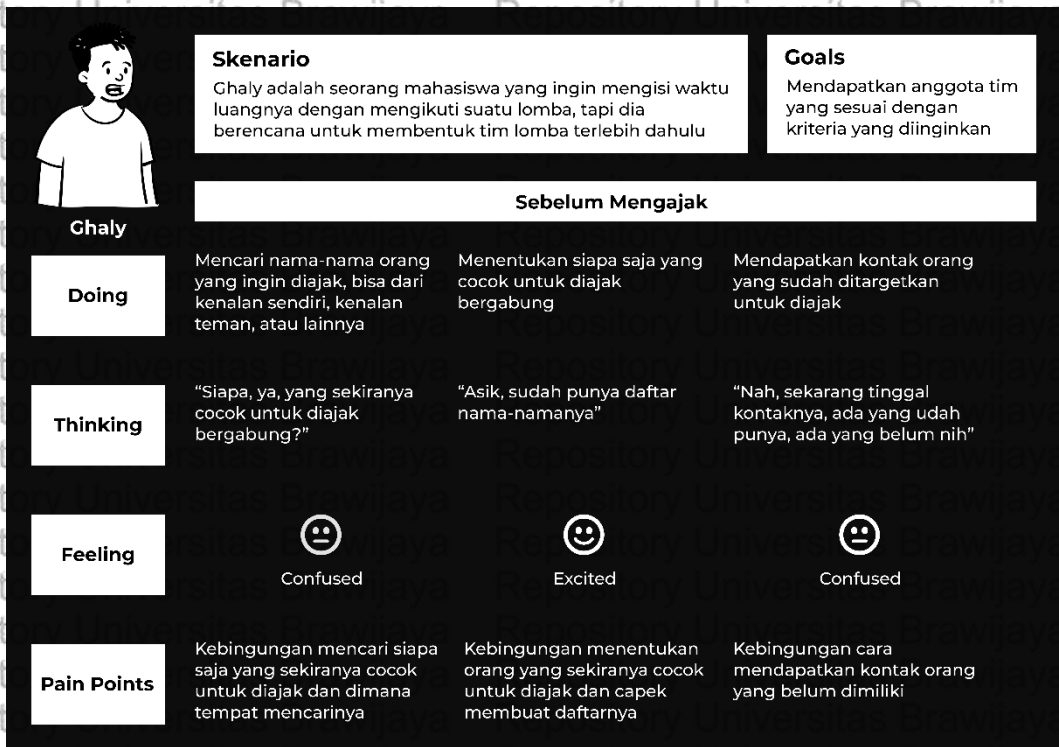 Skenario
Ghaly adalah seorang mahasiswa yang ingin mengisi waktu
luangnya dengan mengikuti suatu lomba, tapi dia
berencana untuk membentuk tim lomba terlebih dahulu
Goals
Mendapatkan anggota tim
yang sesuai dengan
kriteria yang diinginkan
Ghaly
Sebelum Mengajak
Doing
Mencari nama-nama orang
yang ingin diajak, bisa dari
kenalan sendiri, kenalan
teman, atau lainnya
Menentukan siapa saja yang
cocok untuk diajak
bergabung
Mendapatkan kontak orang
yang sudah ditargetkan
untuk diajak
Thinking
“Siapa, ya, yang sekiranya
cocok untuk diajak
bergabung?”
“Asik, sudah punya daftar
nama-namanya”
“Nah, sekarang tinggal
kontaknya, ada yang udah
punya, ada yang belum nih”
Feeling
Confused
Excited
Confused
Pain Points
Kebingungan mencari siapa
saja yang sekiranya cocok
untuk diajak dan dimana
tempat mencarinya
Kebingungan menentukan
orang yang sekiranya cocok
untuk diajak dan capek
membuat daftarnya
Kebingungan cara
mendapatkan kontak orang
yang belum dimiliki